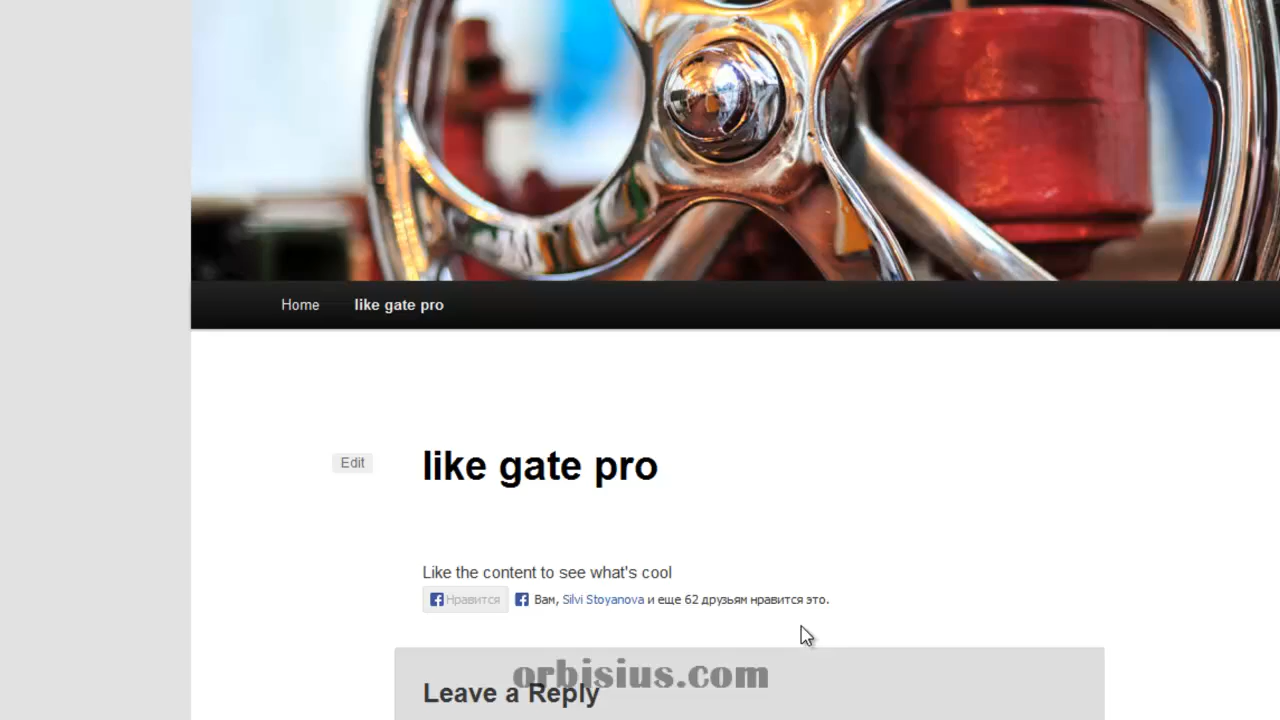 Home like gate pro
Edit
like gate pro
Like the content to see what's cool
Нравится Вам, Silvi Stoyanova и еще 62 друзьям нравится это.
orbisius.com
Leave a Reply